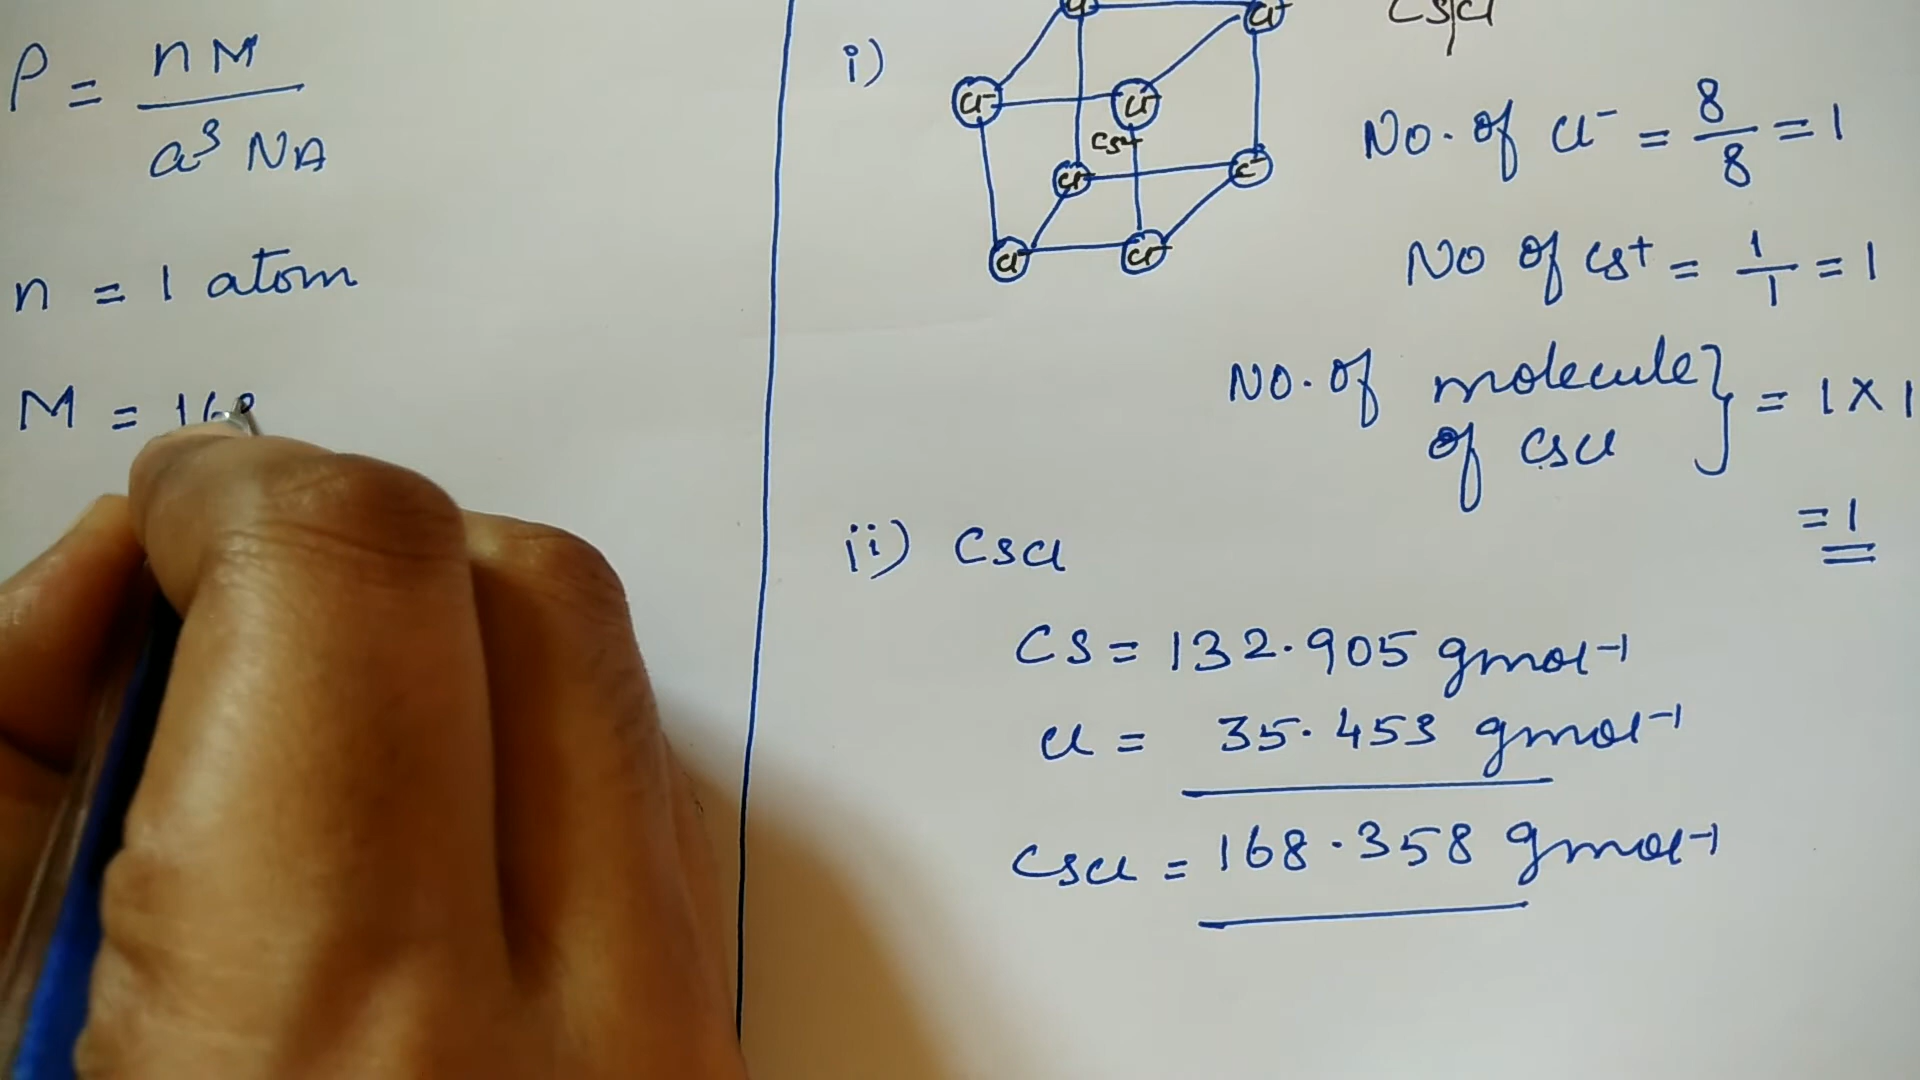 ρ = nM / a³ NA
n = 1 atom
M = 168
i)
Cl⁻ Cl⁻
Cl⁻ Cl⁻
Cs⁺
Cl⁻ Cl⁻
Cl⁻ Cl⁻
CsCl
No. of Cl⁻ = 8/8 = 1
No of Cs⁺ = 1/1 = 1
No. of molecule } = 1 x 1
of CsCl
= 1
ii) CsCl
Cs = 132.905 gmol⁻¹
Cl = 35.453 gmol⁻¹
CsCl = 168.358 gmol⁻¹